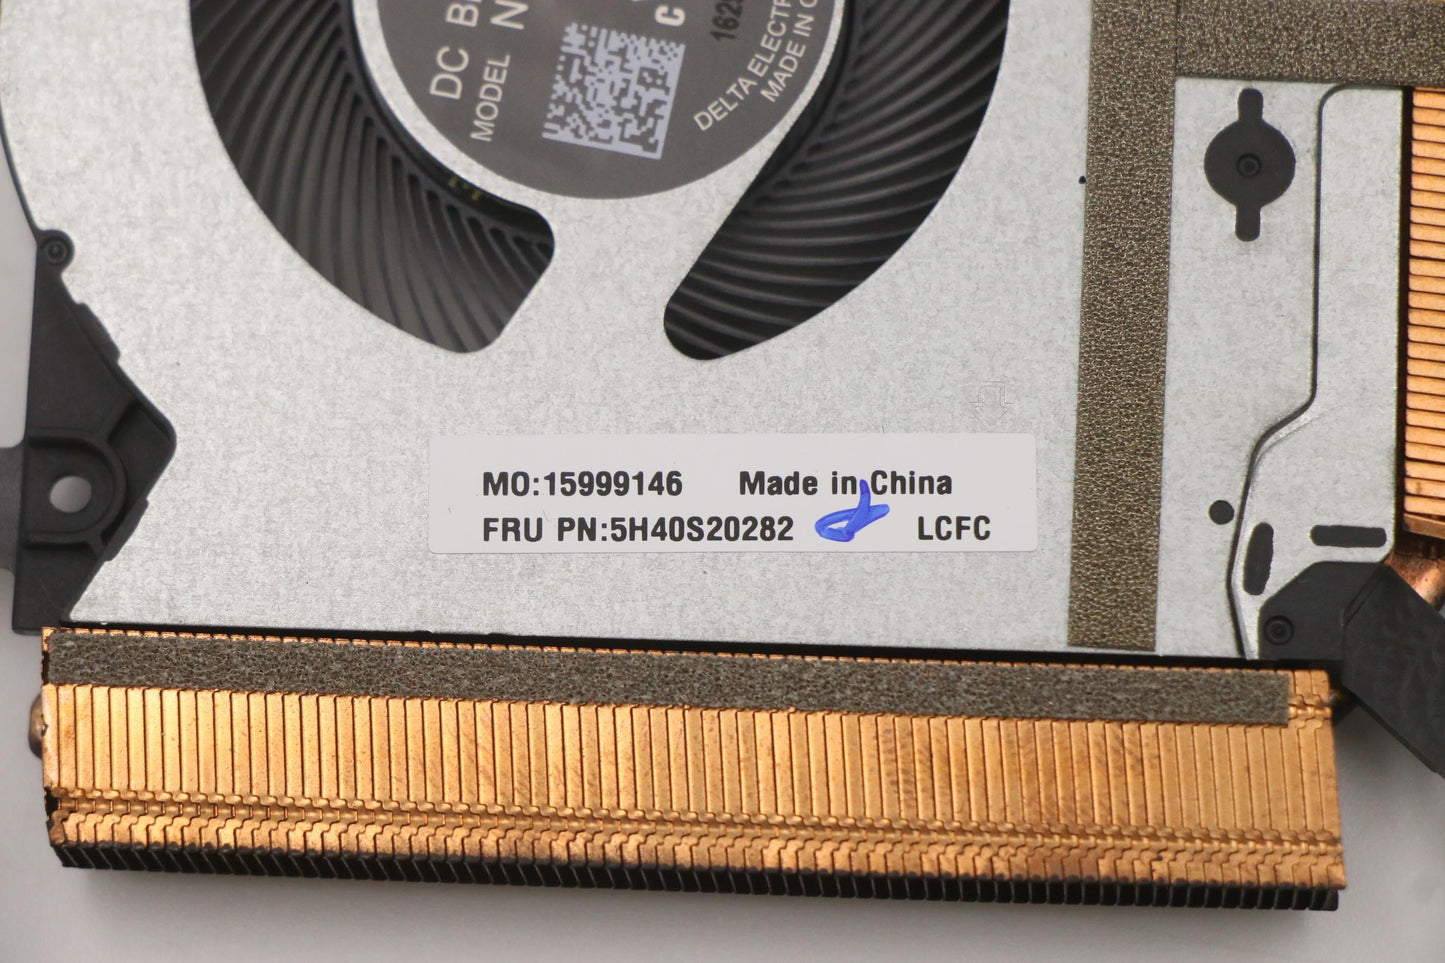 DC
MODEL N
C
DELTA ELECTR
MADE IN C
MO:15999146 Made in China
FRU PN:5H40S20282 LCFC